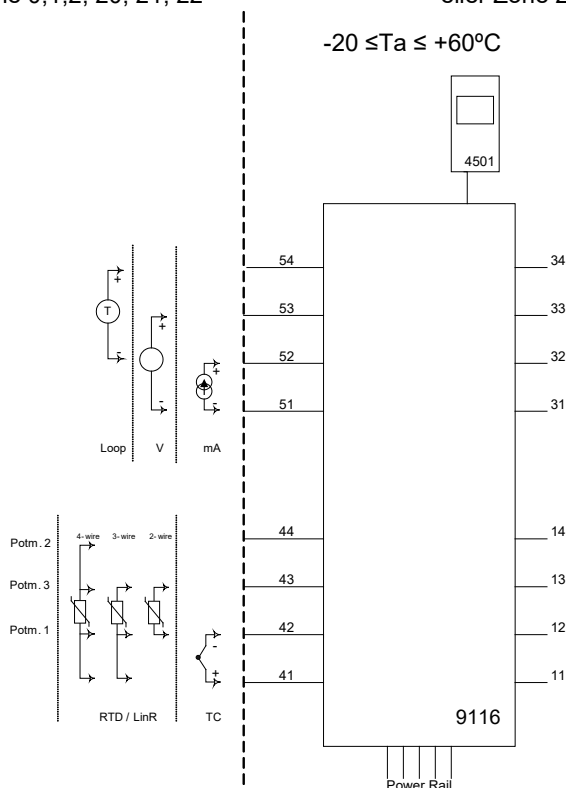 -20 ≤Ta ≤ +60ºC
4501
54
34
+
T
53
33
+
-
52
32
+
-
-
51
31
Loop
V
mA
44
14
Potm. 2
4-wire
3-wire
2-wire
43
13
Potm. 3
42
12
Potm. 1
-
+
41
11
RTD / LinR
TC
9116
Power Rail